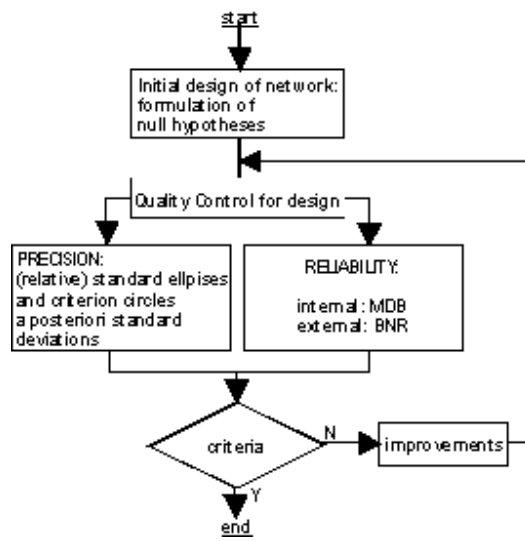 start
Initial design of network:
formulation of
null hypotheses
Quality Control for design
PRECISION:
(relative) standard ellpises
and criterion circles
a posteriori standard
deviations
RELIABILITY:
internal: MDB
external: BNR
criteria
N
improvements
Y
end